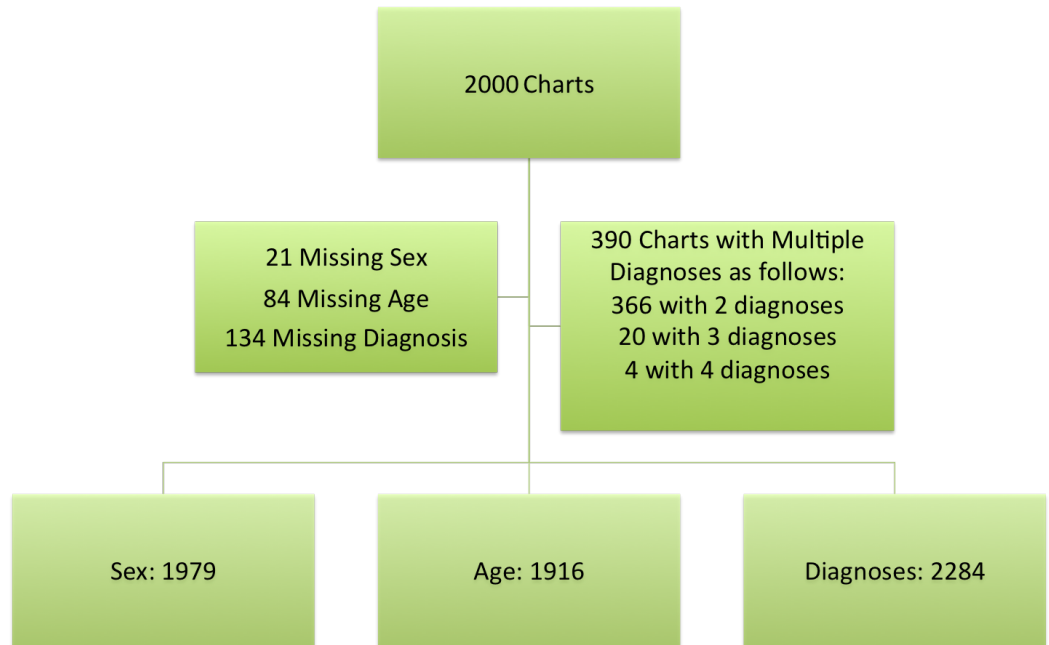 2000 Charts
21 Missing Sex
84 Missing Age
134 Missing Diagnosis
390 Charts with Multiple
Diagnoses as follows:
366 with 2 diagnoses
20 with 3 diagnoses
4 with 4 diagnoses
Sex: 1979
Age: 1916
Diagnoses: 2284